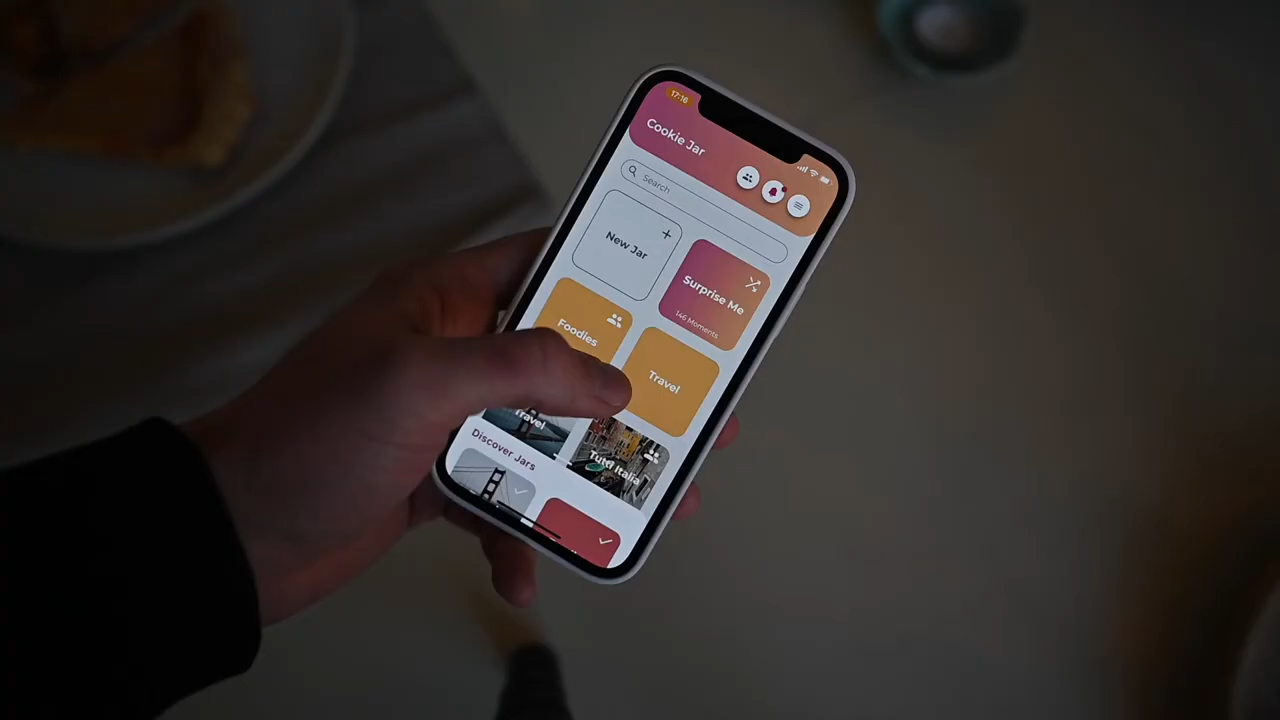 17:16
Cookie Jar
Search
New Jar
Surprise Me
146 Moments
Foodies
Travel
Travel
Tutti Italia
Discover Jars